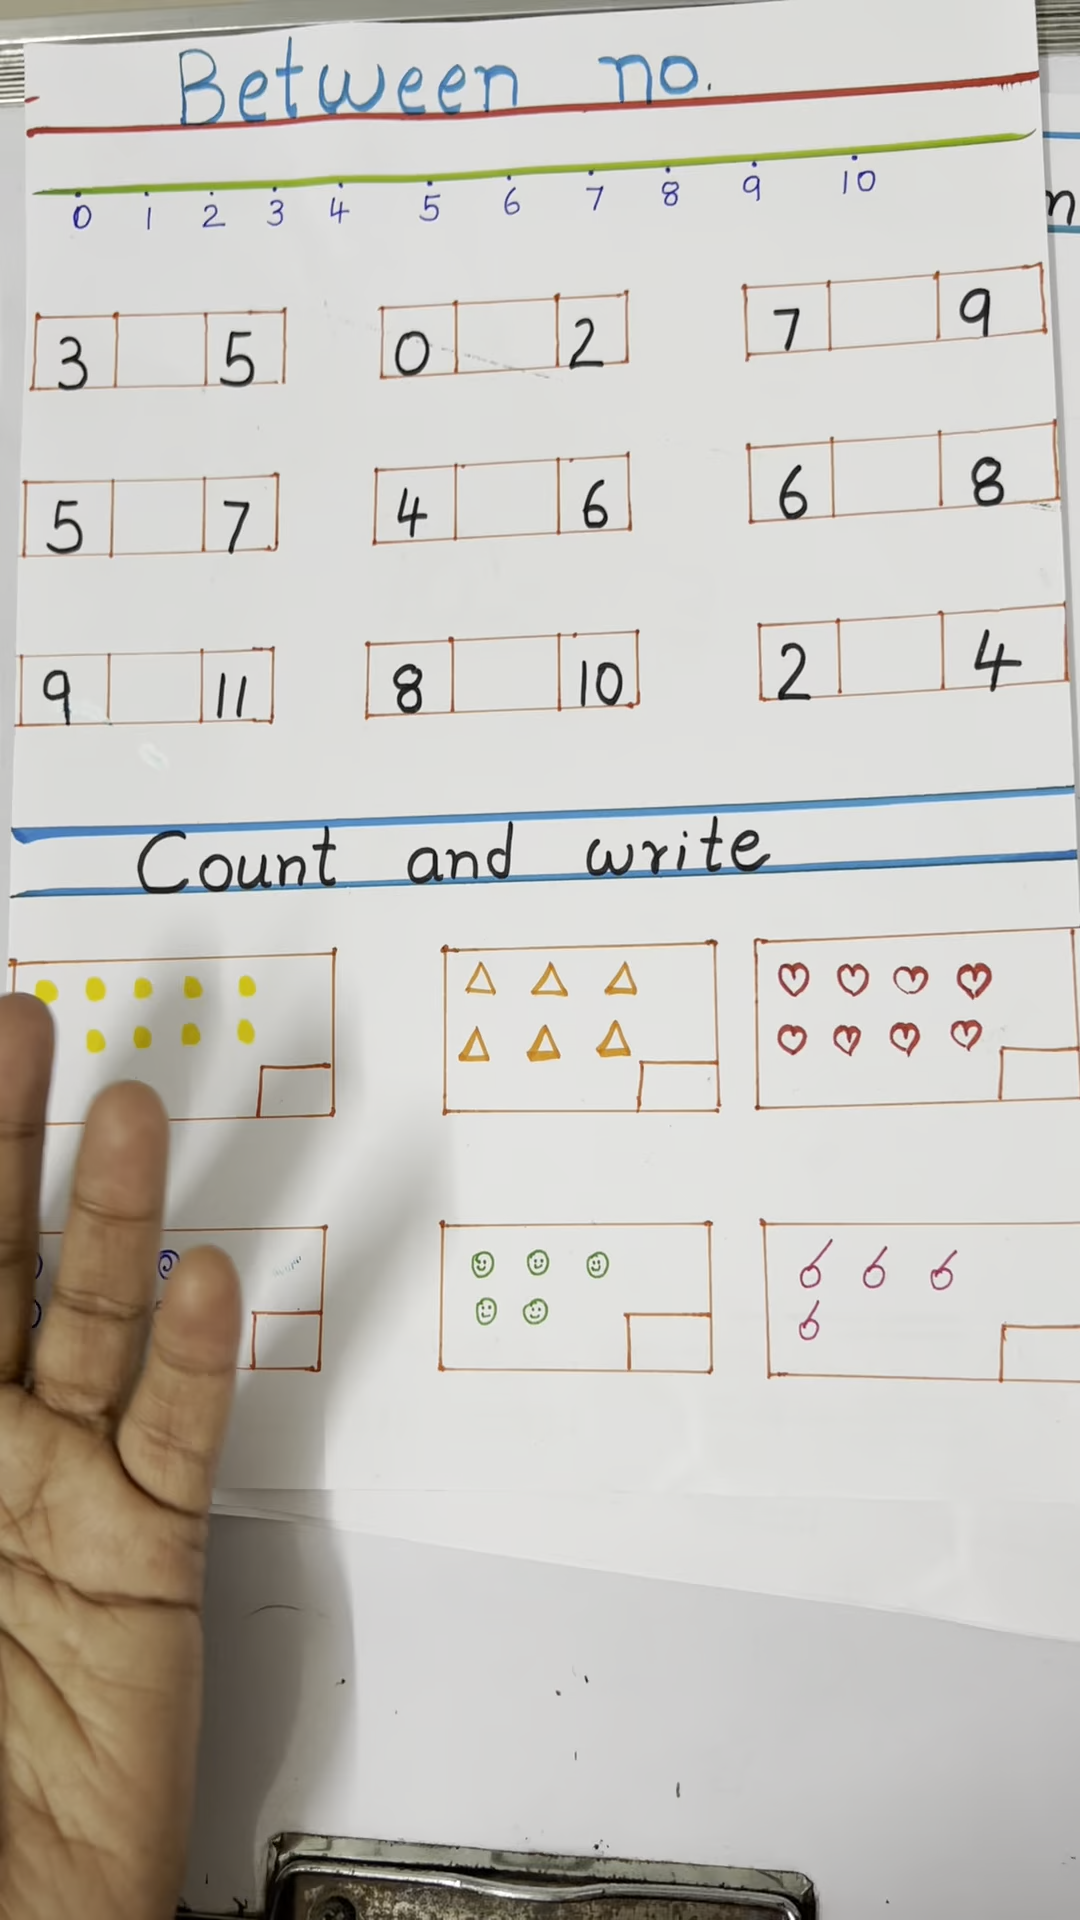 Between no.
0 1 2 3 4 5 6 7 8 9 10
3 5 0 2 7 9
5 7 4 6 6 8
9 11 8 10 2 4
Count and write
n